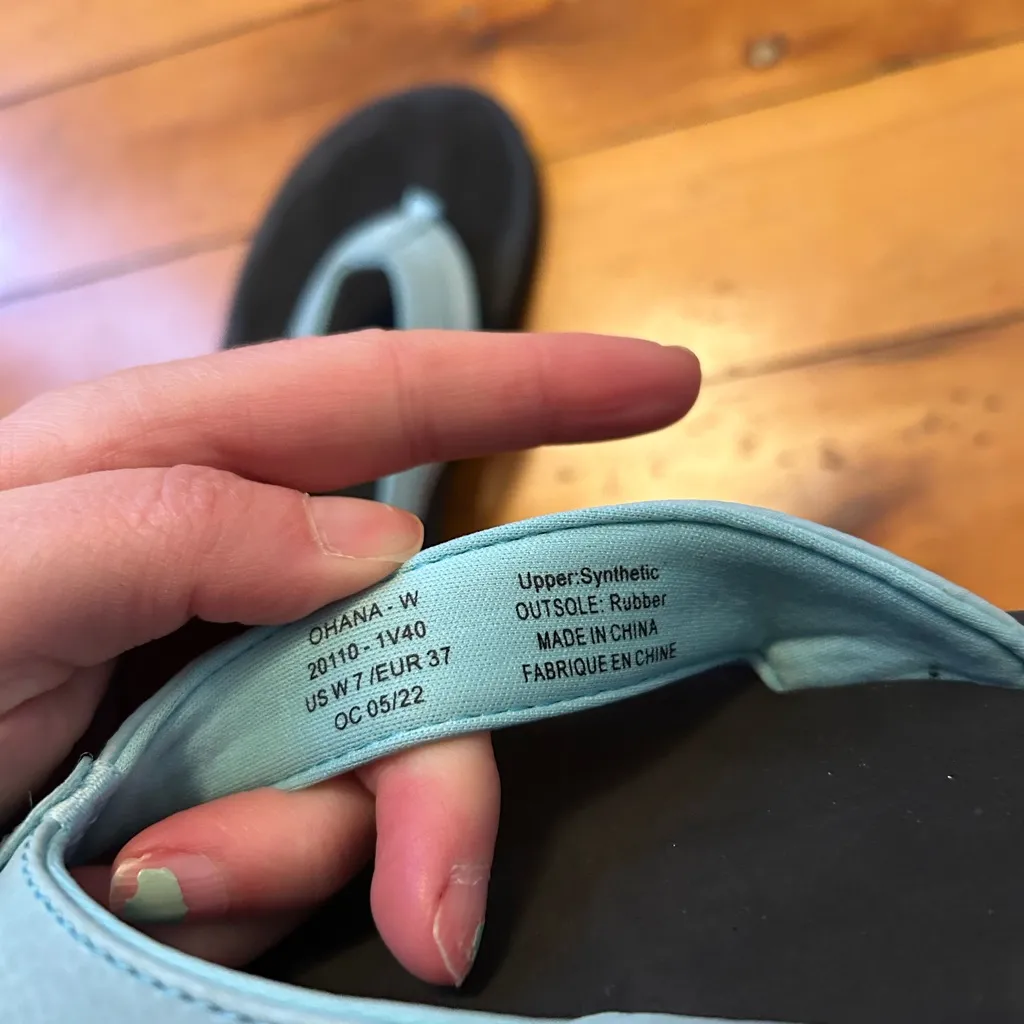 OHANA - W
20110 - 1V40
US W 7 /EUR 37
OC 05/22
Upper:Synthetic
OUTSOLE: Rubber
MADE IN CHINA
FABRIQUE EN CHINE